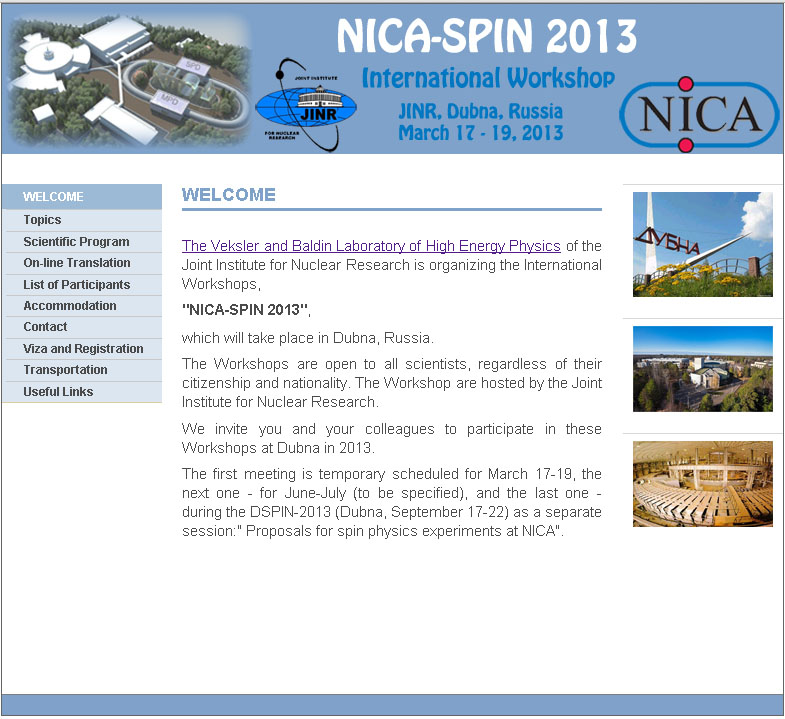 NICA-SPIN 2013
International Workshop
JINR, Dubna, Russia
March 17 - 19, 2013
SPD
MPD
JOINT INSTITUTE
JINR
FOR NUCLEAR
RESEARCH
NICA
WELCOME
Topics
Scientific Program
On-line Translation
List of Participants
Accommodation
Contact
Viza and Registration
Transportation
Useful Links
WELCOME
The Veksler and Baldin Laboratory of High Energy Physics of the
Joint Institute for Nuclear Research is organizing the International
Workshops,
"NICA-SPIN 2013",
which will take place in Dubna, Russia.
The Workshops are open to all scientists, regardless of their
citizenship and nationality. The Workshop are hosted by the Joint
Institute for Nuclear Research.
We invite you and your colleagues to participate in these
Workshops at Dubna in 2013.
The first meeting is temporary scheduled for March 17-19, the
next one - for June-July (to be specified), and the last one -
during the DSPIN-2013 (Dubna, September 17-22) as a separate
session:" Proposals for spin physics experiments at NICA".
ДУБНА